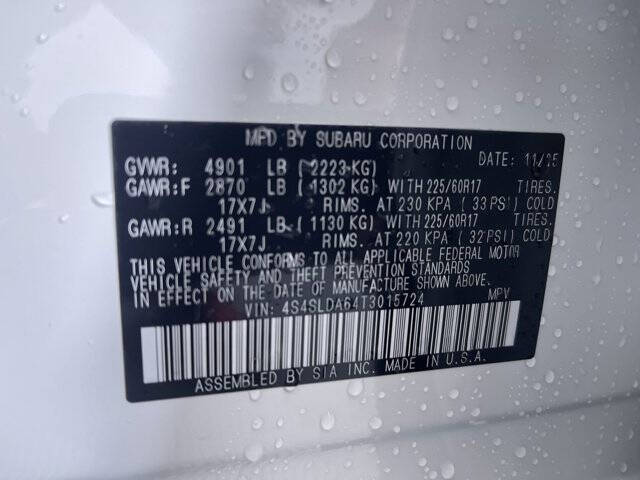 MFD BY SUBARU CORPORATION
GVWR: 4901 LB (2223 KG) DATE: 11/25
GAWR:F 2870 LB (1302 KG) WITH 225/60R17 TIRES.
17X7J RIMS. AT 230 KPA (33 PSI) COLD
GAWR:R 2491 LB (1130 KG) WITH 225/60R17 TIRES.
17X7J RIMS. AT 220 KPA (32 PSI) COLD
THIS VEHICLE CONFORMS TO ALL APPLICABLE FEDERAL MOTOR
VEHICLE SAFETY AND THEFT PREVENTION STANDARDS IN EFFECT ON THE
DATE OF MANUFACTURE SHOWN ABOVE.
VIN: 4S4SLDA64T3015724 MPV
ASSEMBLED BY SIA INC. MADE IN U.S.A.